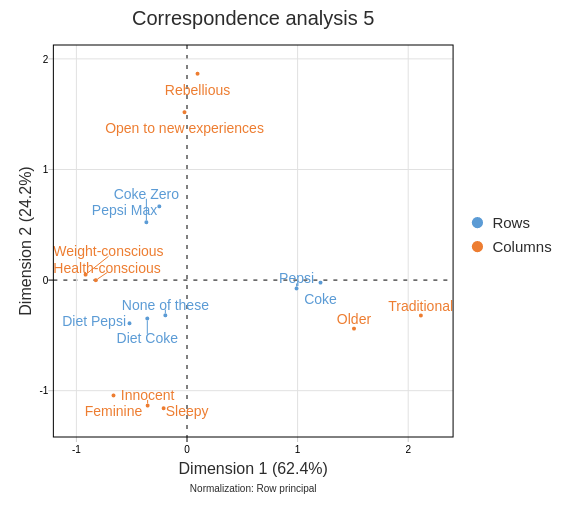 Correspondence analysis 5
2
Rebellious
Open to new experiences
1
Coke Zero
Pepsi Max
Weight-conscious
Health-conscious
0
Pepsi
Coke
None of these
Traditional
Diet Pepsi
Older
Diet Coke
-1
Innocent
Feminine
Sleepy
-1 0 1 2
Dimension 1 (62.4%)
Normalization: Row principal
Dimension 2 (24.2%)
Rows
Columns